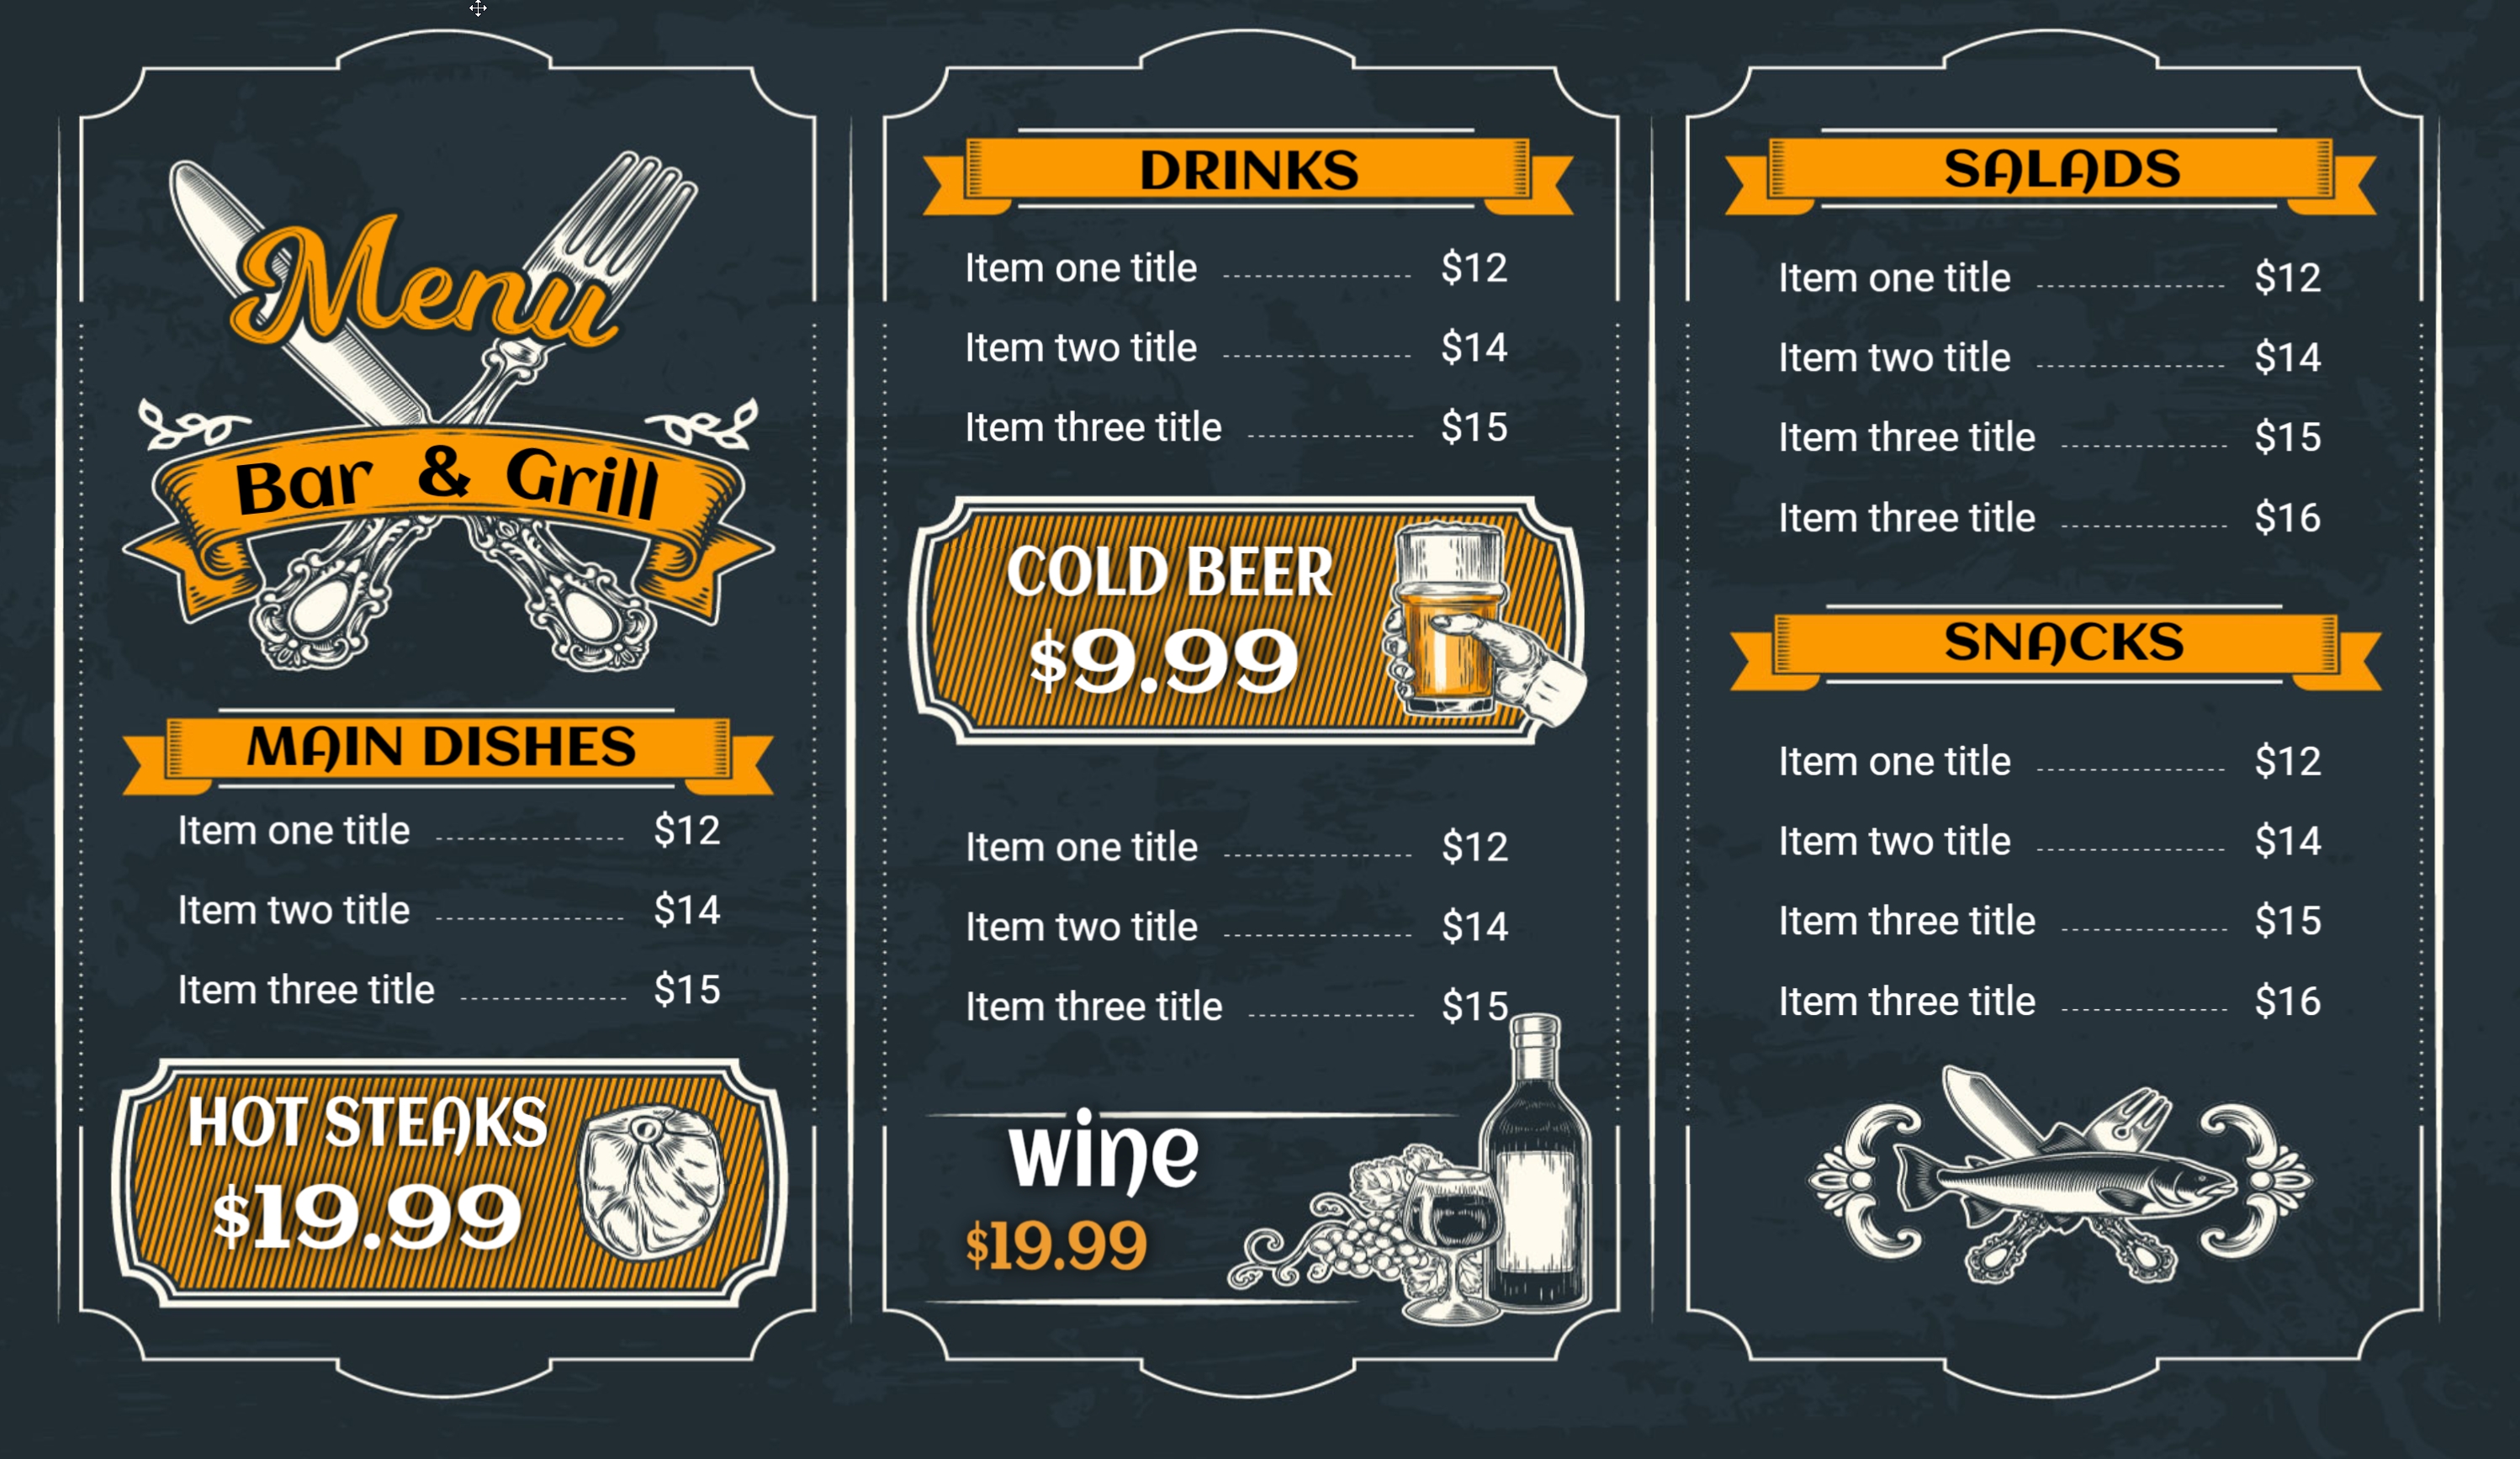 Menu
Bar & Grill
MAIN DISHES
Item one title $12
Item two title $14
Item three title $15
HOT STEAKS
$19.99
DRINKS
Item one title $12
Item two title $14
Item three title $15
COLD BEER
$9.99
Item one title $12
Item two title $14
Item three title $15
wine
$19.99
SALADS
Item one title $12
Item two title $14
Item three title $15
Item three title $16
SNACKS
Item one title $12
Item two title $14
Item three title $15
Item three title $16